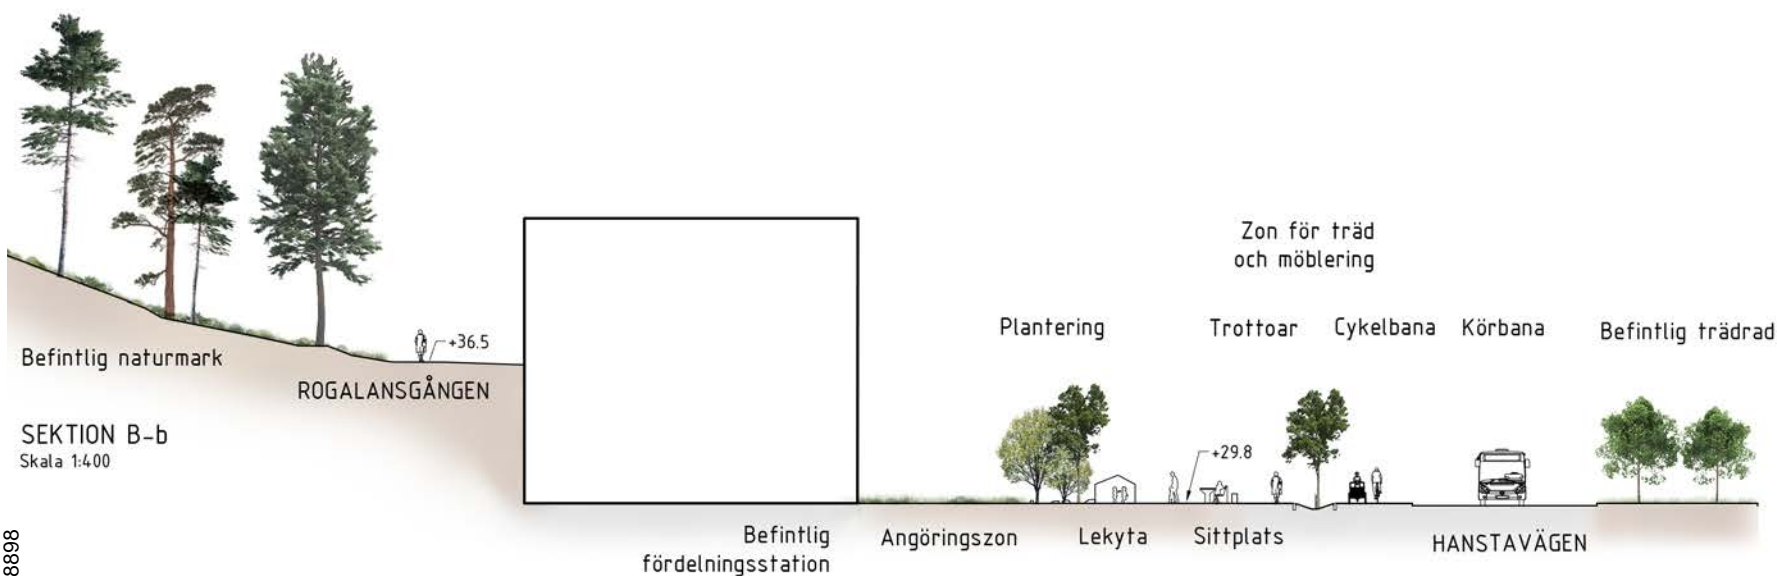 Zon för träd
och möblering
Plantering
Trottoar
Cykelbana
Körbana
Befintlig trädrad
+36.5
Befintlig naturmark
ROGALANSGÅNGEN
SEKTION B-b
Skala 1:400
+29.8
Befintlig
fördelningsstation
Angöringszon
Lekyta
Sittplats
HANSTAVÄGEN
8898